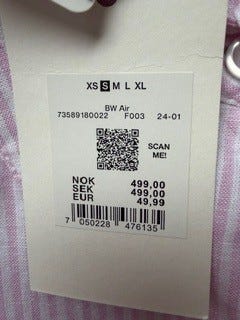 XS S M L XL
BW Air
73589180022 F003 24-01
SCAN
ME!
NOK 499,00
SEK 499,00
EUR 49,99
7 050228 476135